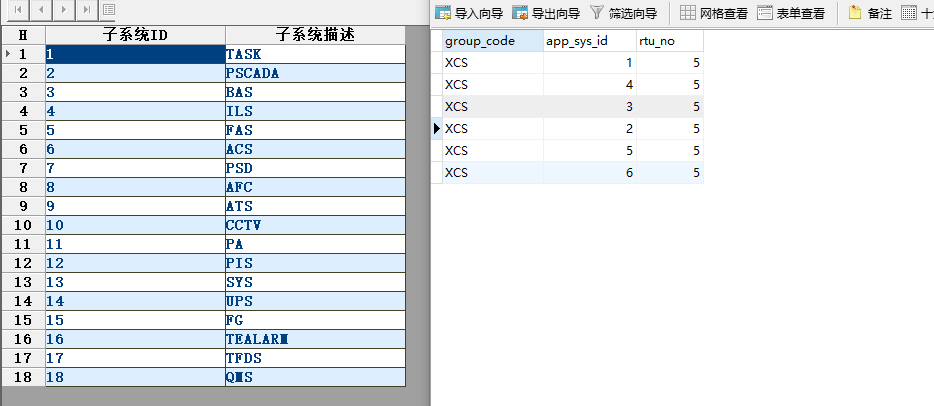 H 子系统ID 子系统描述
1 1 TASK
2 2 PSCADA
3 3 BAS
4 4 ILS
5 5 FAS
6 6 ACS
7 7 PSD
8 8 AFC
9 9 ATS
10 10 CCTV
11 11 PA
12 12 PIS
13 13 SYS
14 14 UPS
15 15 FG
16 16 TEALARM
17 17 TFDS
18 18 QMS
导入向导 导出向导 筛选向导 网格查看 表单查看 备注
group_code app_sys_id rtu_no
XCS 1 5
XCS 4 5
XCS 3 5
XCS 2 5
XCS 5 5
XCS 6 5